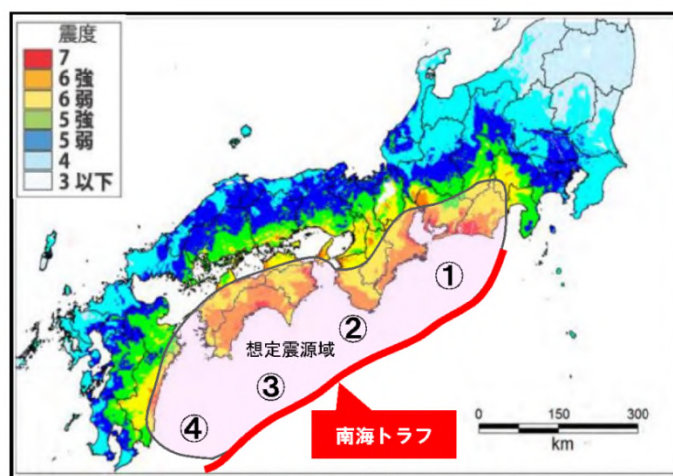 震度
7
6 強
6 弱
5 強
5 弱
4
3 以下
①
②
想定震源域
③
④
南海トラフ
0 150 300
km